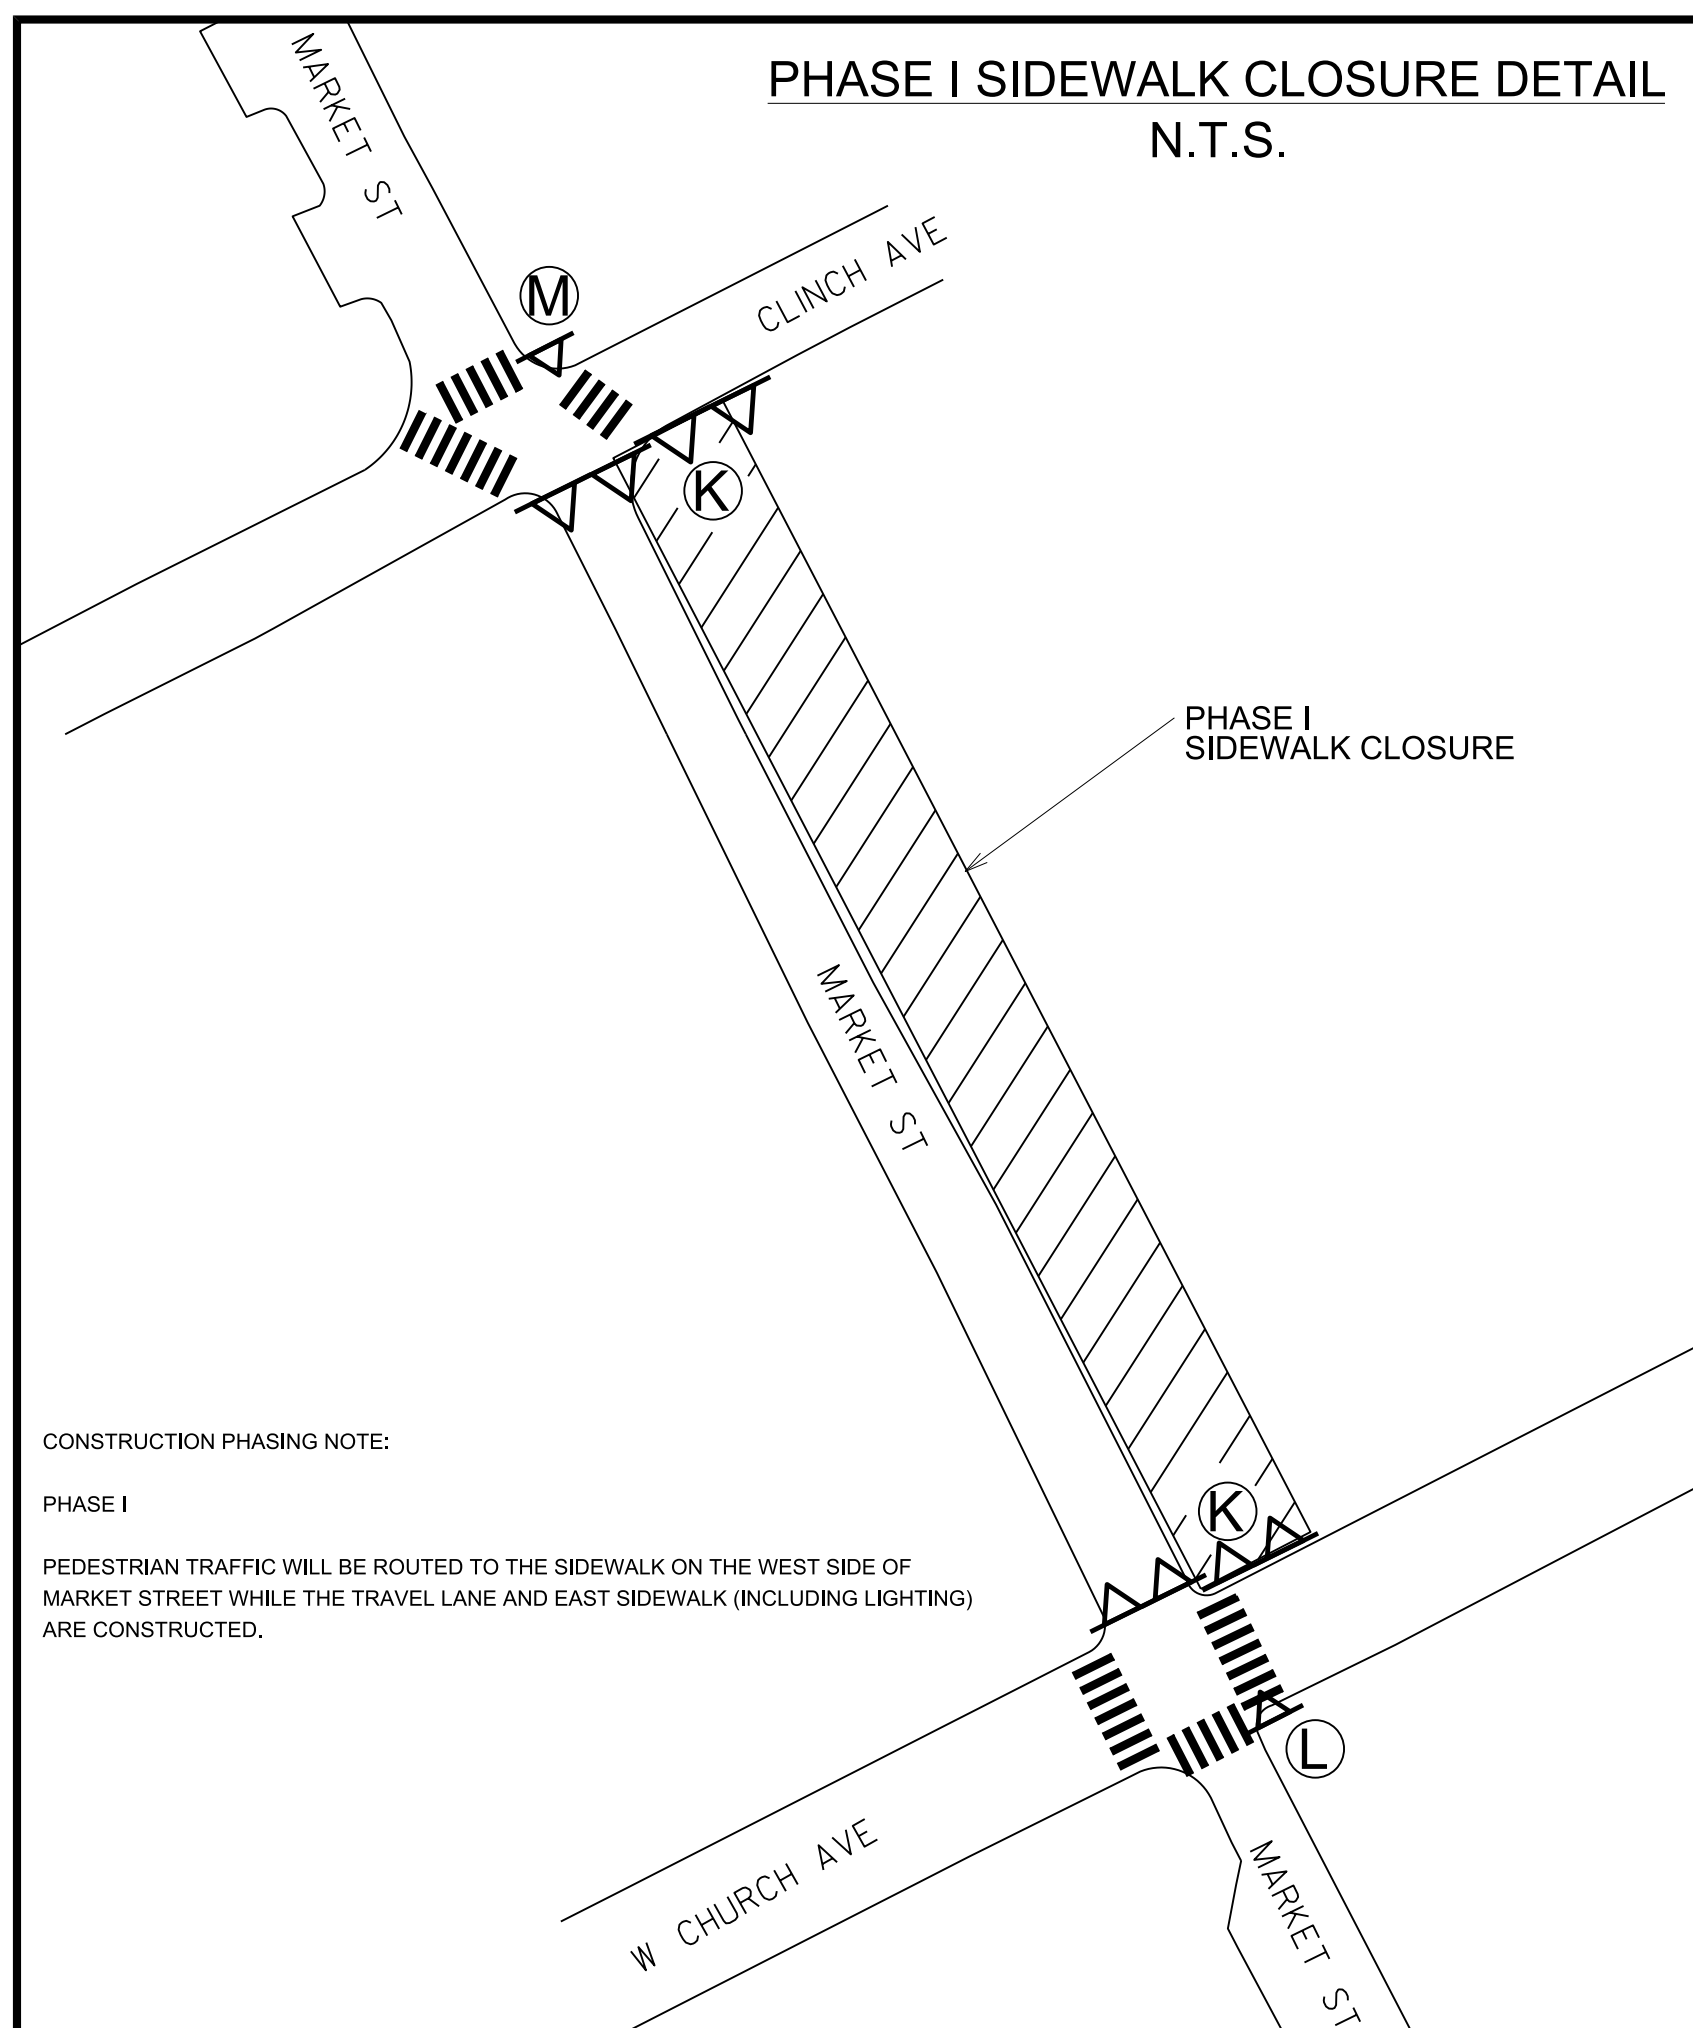 PHASE I SIDEWALK CLOSURE DETAIL
N.T.S.
MARKET ST
CLINCH AVE
M
K
PHASE I
SIDEWALK CLOSURE
MARKET ST
CONSTRUCTION PHASING NOTE:
PHASE I
PEDESTRIAN TRAFFIC WILL BE ROUTED TO THE SIDEWALK ON THE WEST SIDE OF
MARKET STREET WHILE THE TRAVEL LANE AND EAST SIDEWALK (INCLUDING LIGHTING)
ARE CONSTRUCTED.
K
L
W CHURCH AVE
MARKET ST